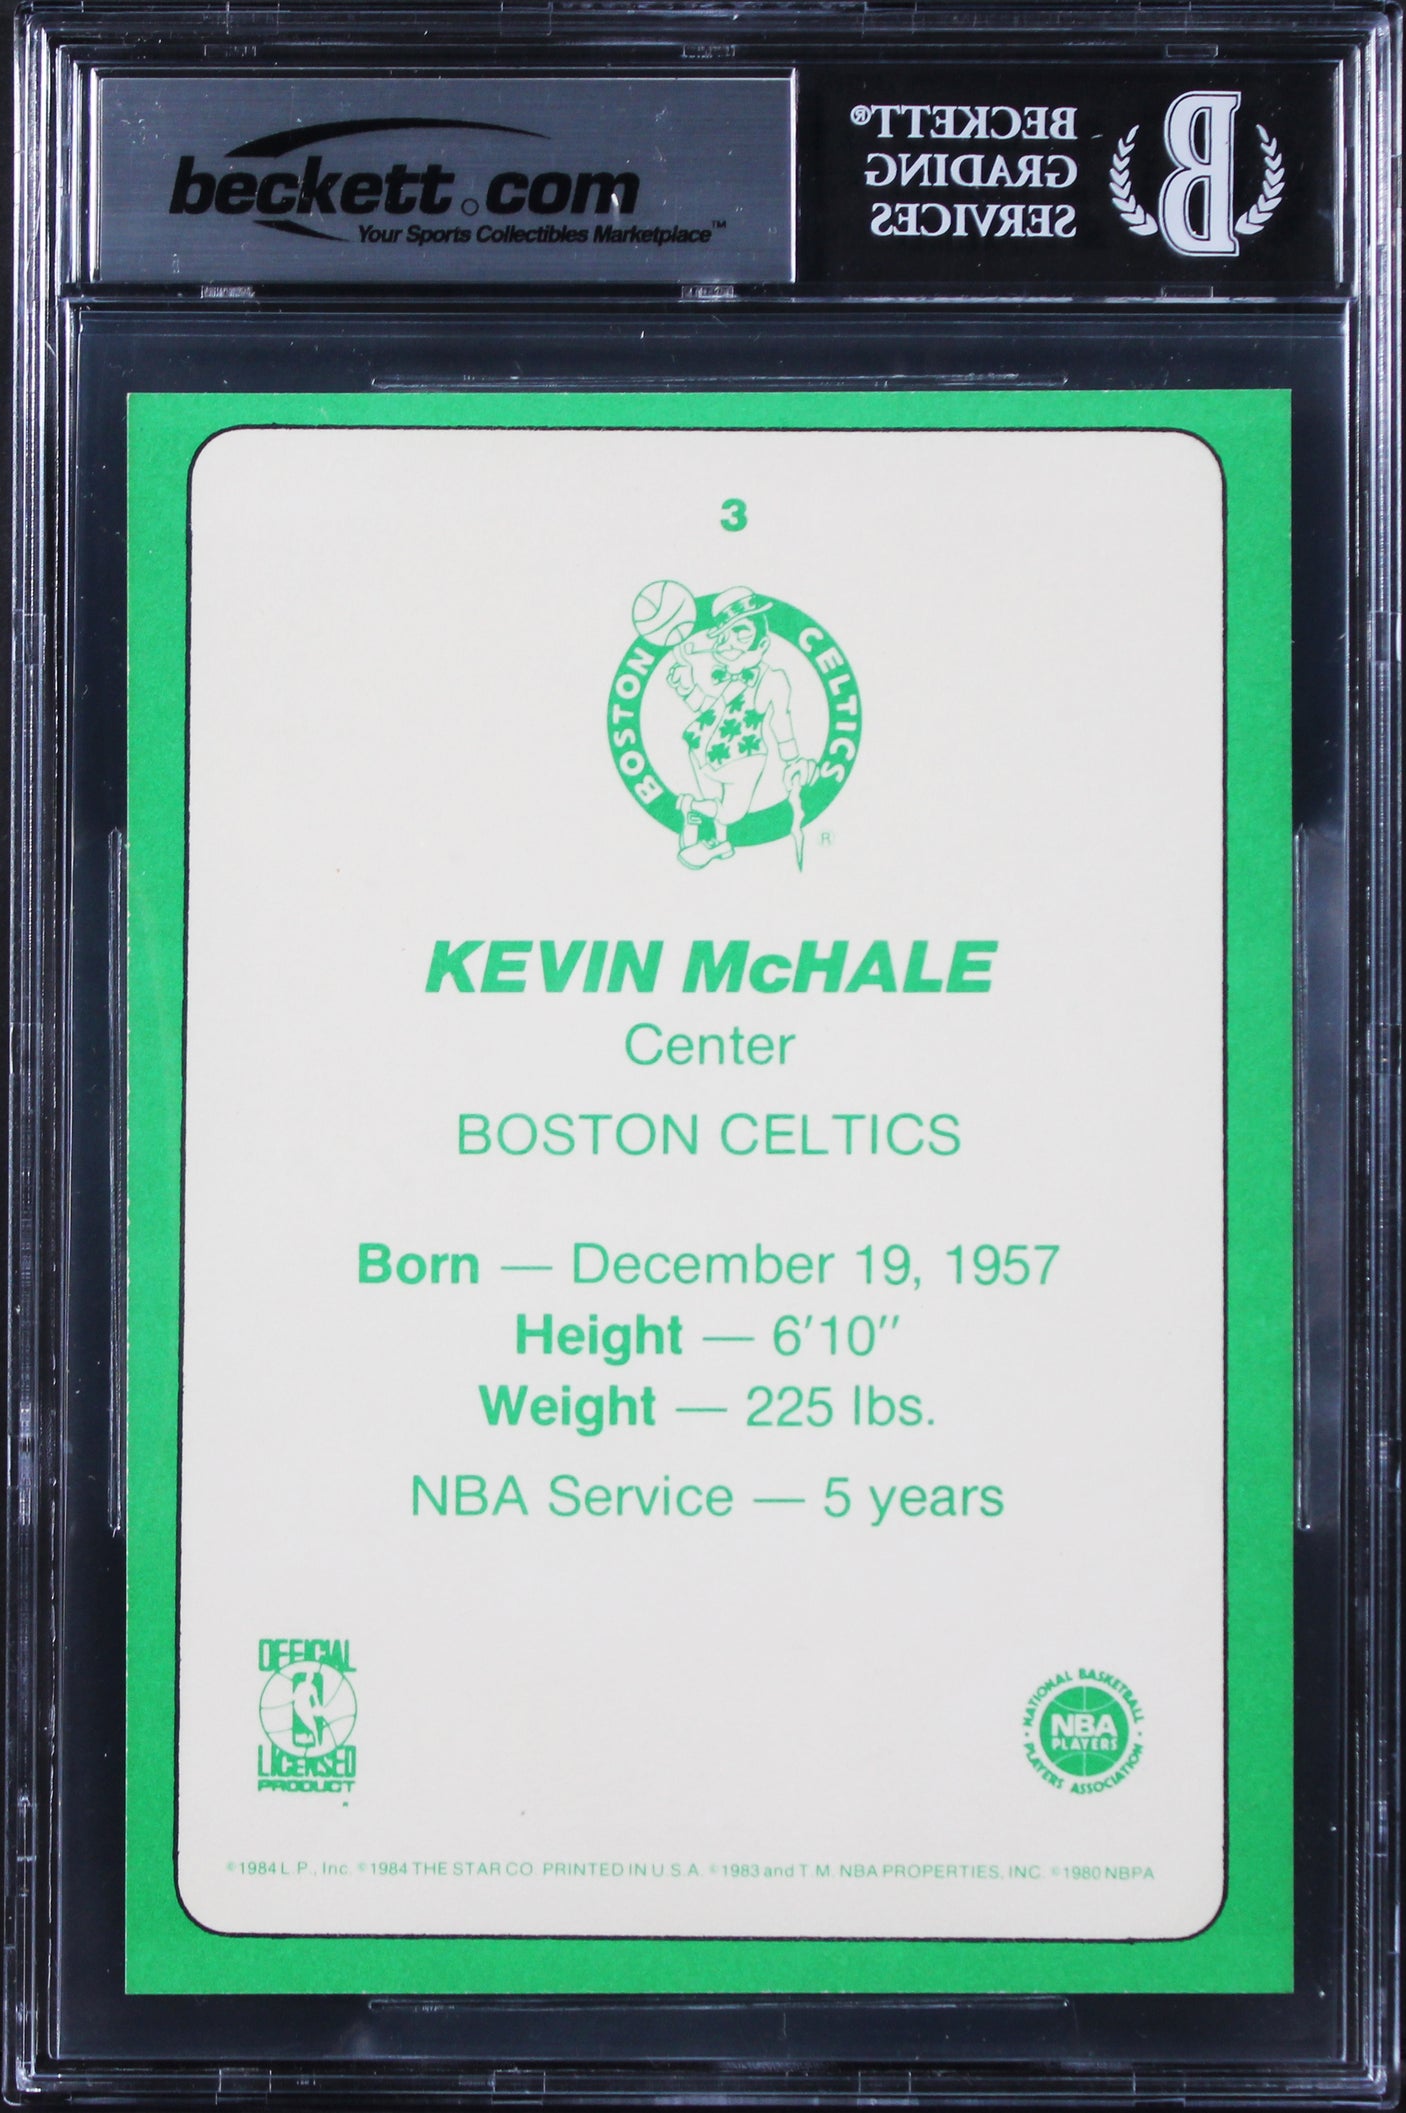 beckett.com
Your Sports Collectibles Marketplace™
BECKETT®
GRADING
SERVICES
B
3
BOSTON CELTICS
®
KEVIN McHALE
Center
BOSTON CELTICS
Born — December 19, 1957
Height — 6'10"
Weight — 225 lbs.
NBA Service — 5 years
OFFICIAL
LICENSED
PRODUCT
NATIONAL BASKETBALL
NBA
PLAYERS
PLAYERS ASSOCIATION
©1984 L.P., Inc. ©1984 THE STAR CO. PRINTED IN U.S.A. ©1983 and T.M. NBA PROPERTIES, INC. ©1980 NBPA